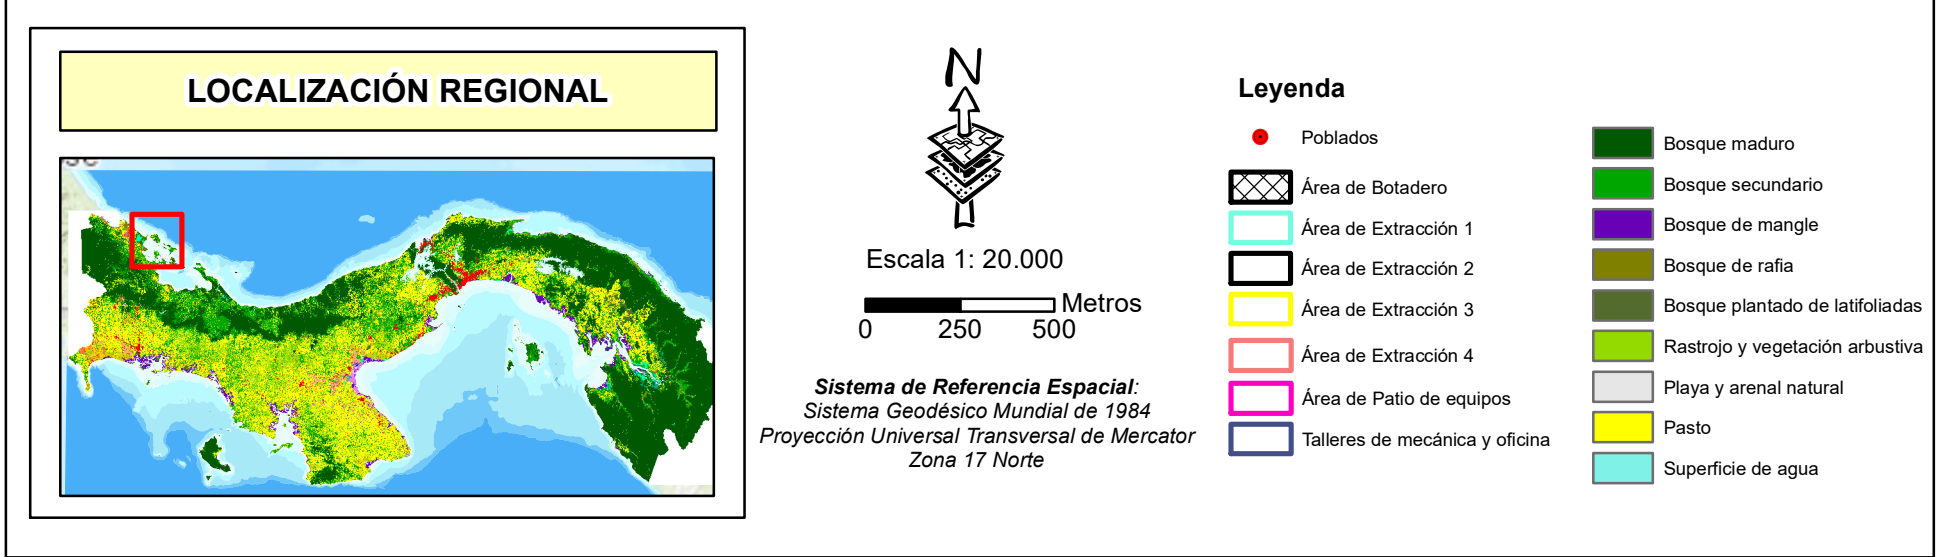 LOCALIZACIÓN REGIONAL
N
Escala 1: 20.000
Metros
0 250 500
Sistema de Referencia Espacial:
Sistema Geodésico Mundial de 1984
Proyección Universal Transversal de Mercator
Zona 17 Norte
Leyenda
Poblados
Área de Botadero
Área de Extracción 1
Área de Extracción 2
Área de Extracción 3
Área de Extracción 4
Área de Patio de equipos
Talleres de mecánica y oficina
Bosque maduro
Bosque secundario
Bosque de mangle
Bosque de rafia
Bosque plantado de latifoliadas
Rastrojo y vegetación arbustiva
Playa y arenal natural
Pasto
Superficie de agua